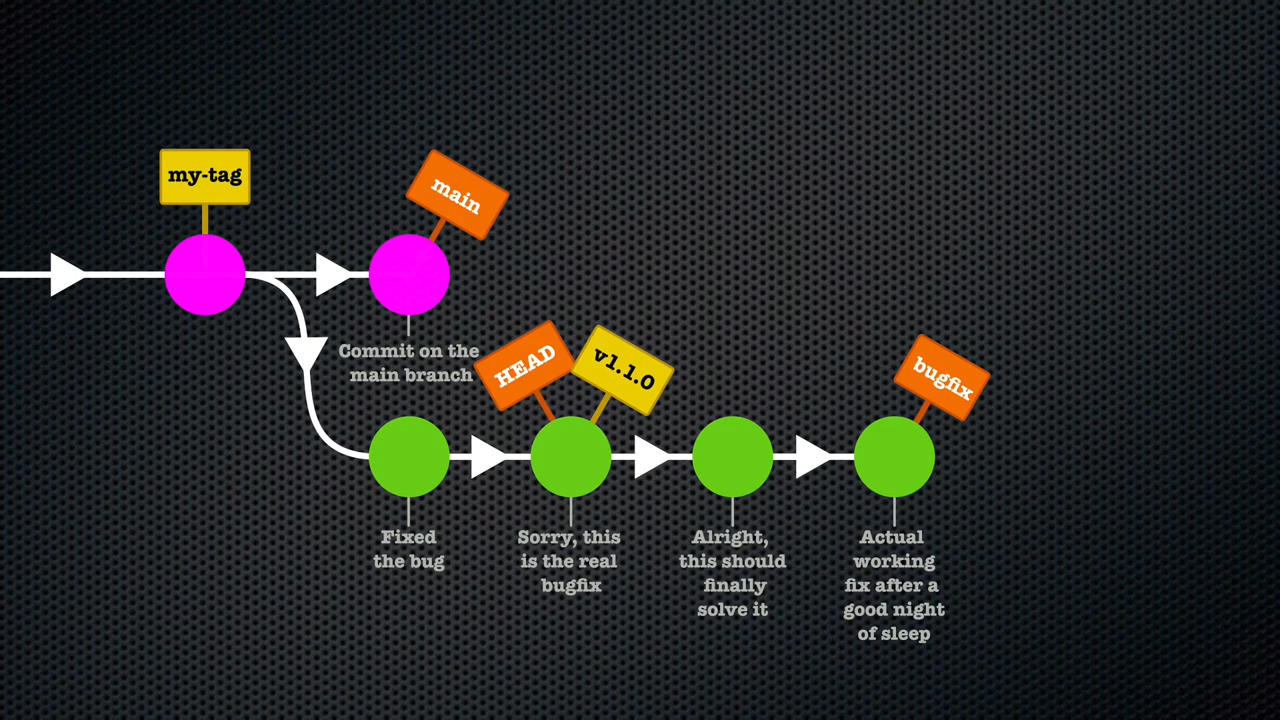 my-tag
main
Commit on the
main branch
HEAD
v1.1.0
bugfix
Fixed
the bug
Sorry, this
is the real
bugfix
Alright,
this should
finally
solve it
Actual
working
fix after a
good night
of sleep